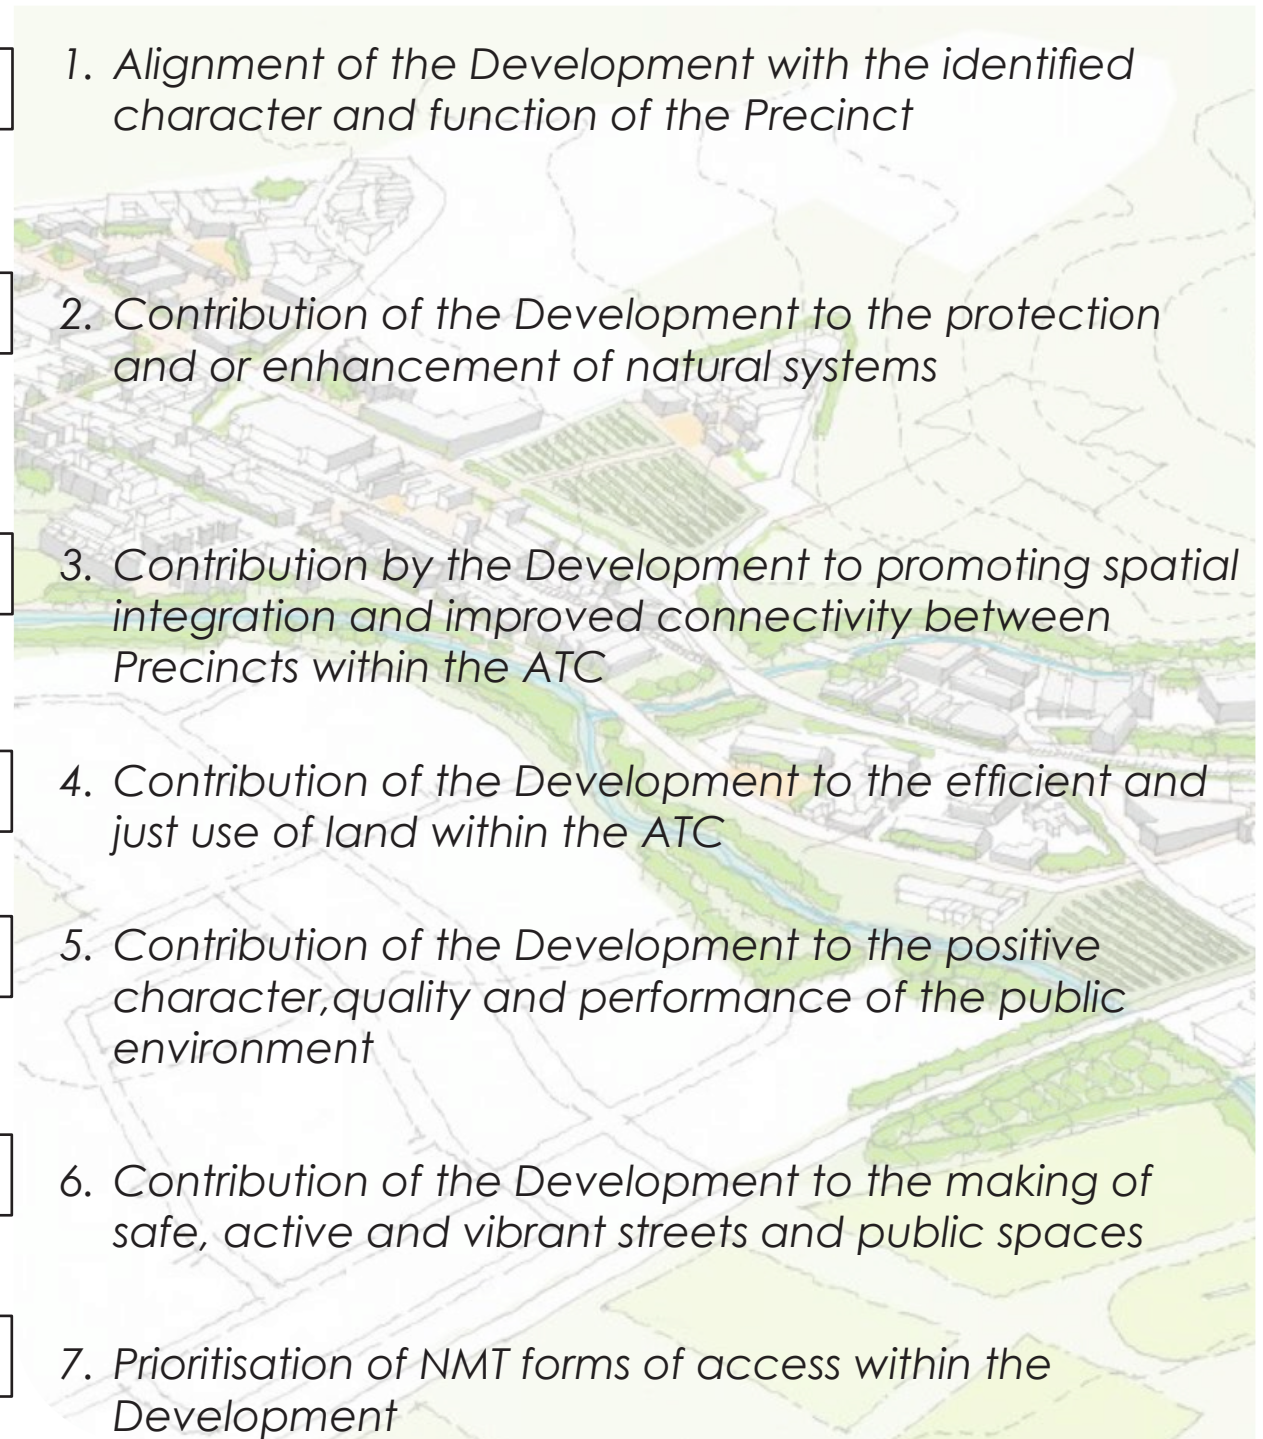 1. Alignment of the Development with the identified
character and function of the Precinct
2. Contribution of the Development to the protection
and or enhancement of natural systems
3. Contribution by the Development to promoting spatial
integration and improved connectivity between
Precincts within the ATC
4. Contribution of the Development to the efficient and
just use of land within the ATC
5. Contribution of the Development to the positive
character,quality and performance of the public
environment
6. Contribution of the Development to the making of
safe, active and vibrant streets and public spaces
7. Prioritisation of NMT forms of access within the
Development